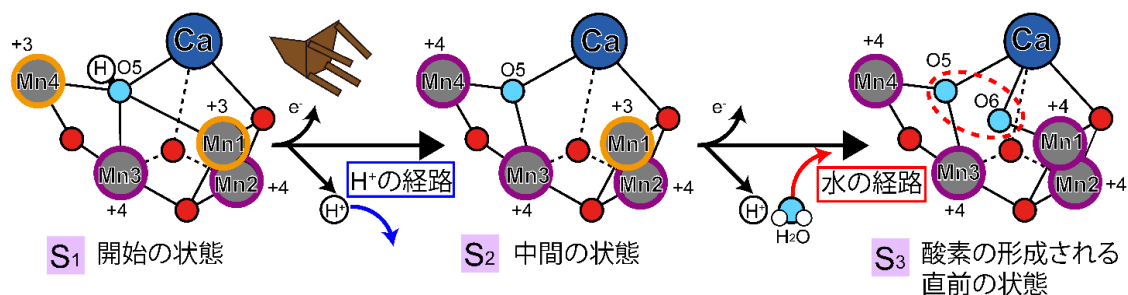 +3
H
O5
Ca
Mn4
+3
Mn1
Mn3
Mn2
+4
+4
e-
H⁺の経路
H⁺
S₁ 開始の状態
+4
O5
Ca
Mn4
+3
Mn1
Mn3
Mn2
+4
+4
S₂ 中間の状態
e-
水の経路
H⁺
H₂O
+4
O5
Ca
Mn4
O6
+4
Mn1
Mn3
Mn2
+4
+4
S₃ 酸素の形成される
直前の状態